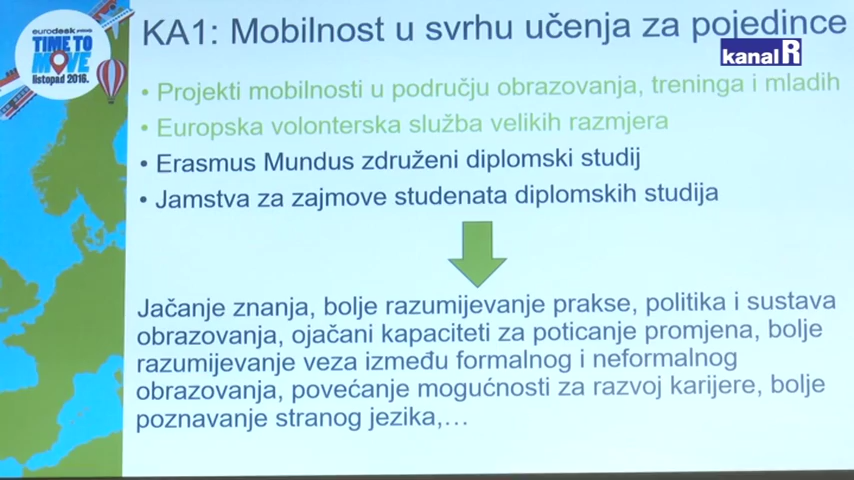 eurodesk
TIME TO
MOVE
listopad 2016.
KA1: Mobilnost u svrhu učenja za pojedince
kanal R
• Projekti mobilnosti u području obrazovanja, treninga i mladih
• Europska volonterska služba velikih razmjera
• Erasmus Mundus združeni diplomski studij
• Jamstva za zajmove studenata diplomskih studija
Jačanje znanja, bolje razumijevanje prakse, politika i sustava
obrazovanja, ojačani kapaciteti za poticanje promjena, bolje
razumijevanje veza između formalnog i neformalnog
obrazovanja, povećanje mogućnosti za razvoj karijere, bolje
poznavanje stranog jezika,…